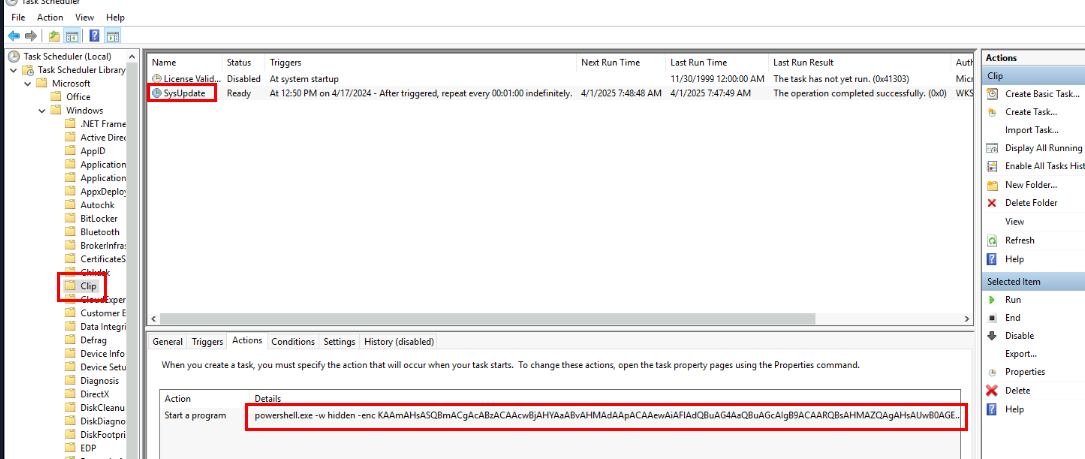 Task Scheduler
File Action View Help
Task Scheduler (Local)
Task Scheduler Library
Microsoft
Office
Windows
.NET Frame
Active Direc
AppID
Application
Application
AppxDeploy
Autochk
BitLocker
Bluetooth
BrokerInfras
CertificateS
Chkdsk
Clip
CloudExper
Customer E
Data Integri
Defrag
Device Info
Device Setu
Diagnosis
DirectX
DiskCleanu
DiskDiagno
DiskFootpri
EDP
Name Status Triggers Next Run Time Last Run Time Last Run Result Auth
License Valid... Disabled At system startup 11/30/1999 12:00:00 AM The task has not yet run. (0x41303) Micr
SysUpdate Ready At 12:50 PM on 4/17/2024 - After triggered, repeat every 00:01:00 indefinitely. 4/1/2025 7:48:48 AM 4/1/2025 7:47:49 AM The operation completed successfully. (0x0) WKS
General Triggers Actions Conditions Settings History (disabled)
When you create a task, you must specify the action that will occur when your task starts. To change these actions, open the task property pages using the Properties command.
Action Details
Start a program powershell.exe -w hidden -enc
Actions
Clip
Create Basic Task...
Create Task...
Import Task...
Display All Running
Enable All Tasks Hist
New Folder...
Delete Folder
View
Refresh
Help
Selected Item
Run
End
Disable
Export...
Properties
Delete
Help